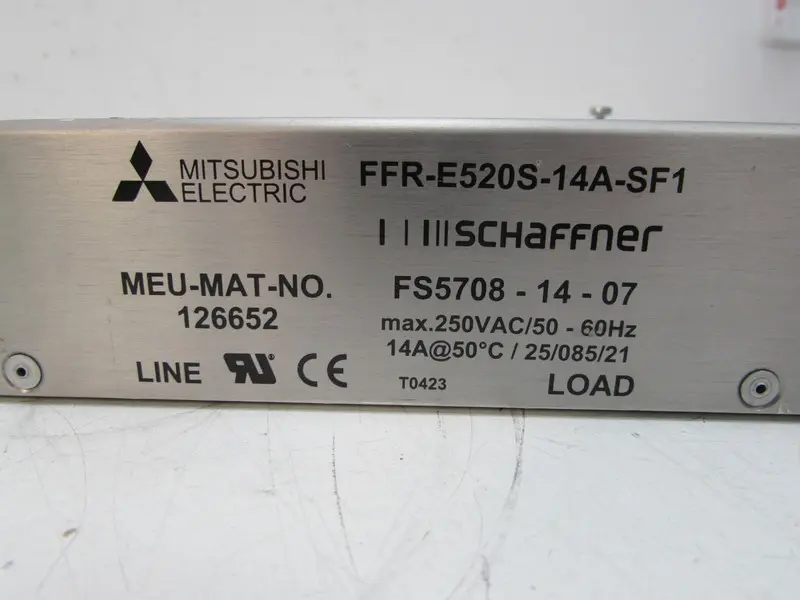 MITSUBISHI
ELECTRIC
FFR-E520S-14A-SF1
SCHaffner
MEU-MAT-NO.
126652
FS5708 - 14 - 07
max.250VAC/50 - 60Hz
14A@50°C / 25/085/21
LINE
RU®
CE
T0423
LOAD